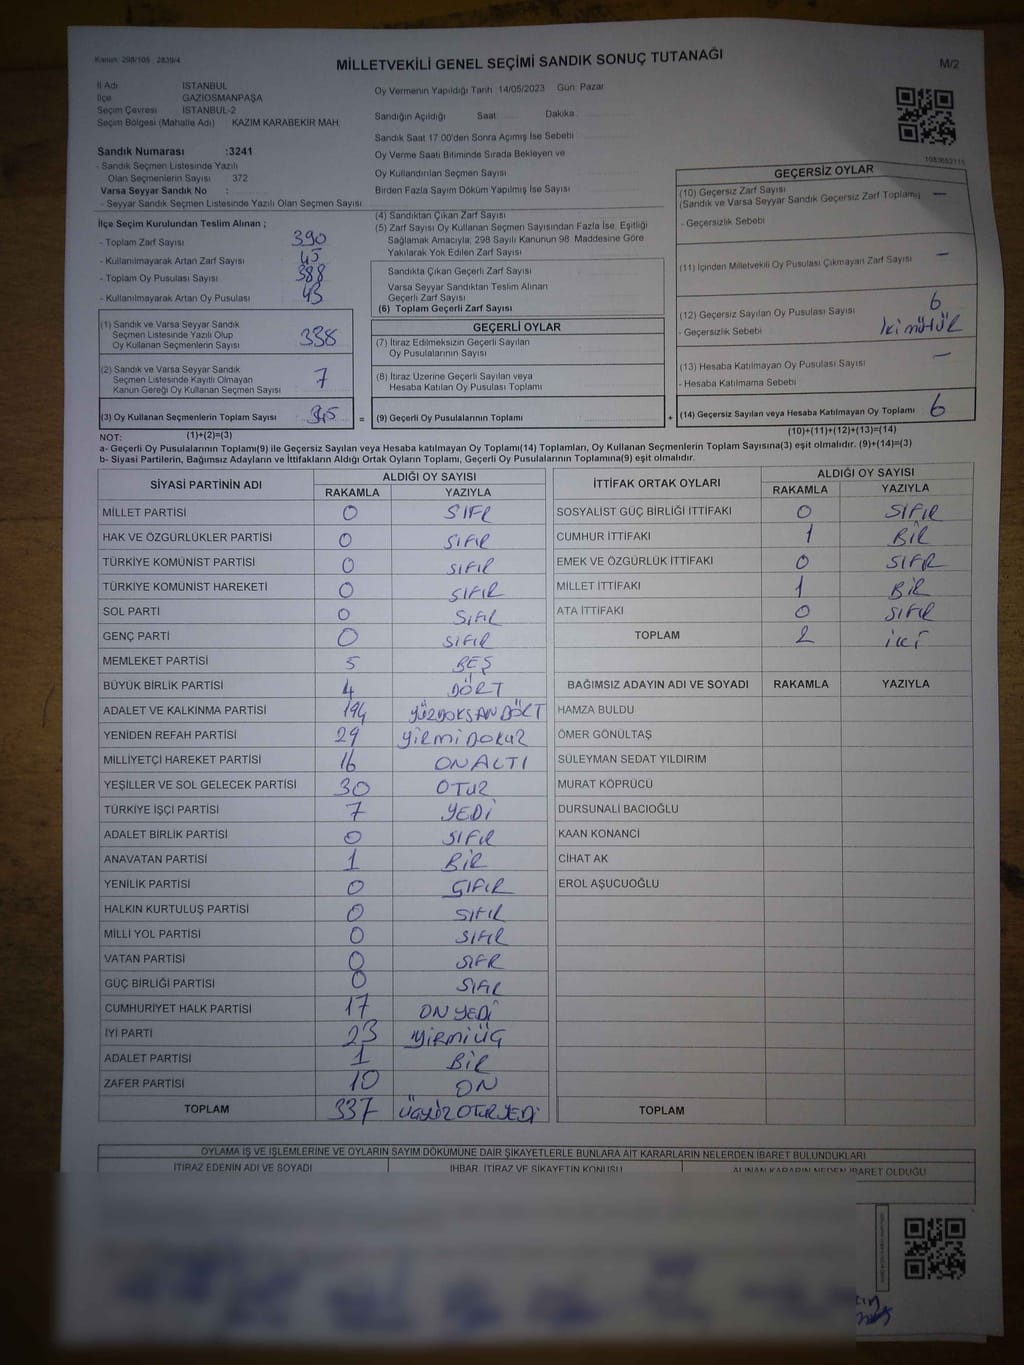 Kanun: 298/105 , 2839/4
MİLLETVEKİLİ GENEL SEÇİMİ SANDIK SONUÇ TUTANAĞI
M/2
İl Adı İSTANBUL
İlçe GAZİOSMANPAŞA
Seçim Çevresi İSTANBUL-2
Seçim Bölgesi (Mahalle Adı) KAZIM KARABEKİR MAH.
Sandık Numarası :3241
- Sandık Seçmen Listesinde Yazılı
Olan Seçmenlerin Sayısı 372
Varsa Seyyar Sandık No :
- Seyyar Sandık Seçmen Listesinde Yazılı Olan Seçmen Sayısı
Oy Vermenin Yapıldığı Tarih 14/05/2023 Gün Pazar
Sandığın Açıldığı Saat Dakika
Sandık Saat 17.00'den Sonra Açımış İse Sebebi
Oy Verme Saati Bitiminde Sırada Bekleyen ve
Oy Kullandırılan Seçmen Sayısı
Birden Fazla Sayım Döküm Yapılmış İse Sayısı
1083652115
İlçe Seçim Kurulundan Teslim Alınan ;
- Toplam Zarf Sayısı 390
- Kullanılmayarak Artan Zarf Sayısı 45
- Toplam Oy Pusulası Sayısı 388
- Kullanılmayarak Artan Oy Pusulası 43
(1) Sandık ve Varsa Seyyar Sandık
Seçmen Listesinde Yazılı Olup
Oy Kullanan Seçmenlerin Sayısı 338
(2) Sandık ve Varsa Seyyar Sandık
Seçmen Listesinde Kayıtlı Olmayan
Kanun Gereği Oy Kullanan Seçmen Sayısı 7
(3) Oy Kullanan Seçmenlerin Toplam Sayısı 345 =
(1)+(2)=(3)
(4) Sandıktan Çıkan Zarf Sayısı
(5) Zarf Sayısı Oy Kullanan Seçmen Sayısından Fazla İse, Eşitliği
Sağlamak Amacıyla; 298 Sayılı Kanunun 98. Maddesine Göre
Yakılarak Yok Edilen Zarf Sayısı
Sandıkta Çıkan Geçerli Zarf Sayısı
Varsa Seyyar Sandıktan Teslim Alınan
Geçerli Zarf Sayısı
(6) Toplam Geçerli Zarf Sayısı
GEÇERLİ OYLAR
(7) İtiraz Edilmeksizin Geçerli Sayılan
Oy Pusulalarının Sayısı
(8) İtiraz Üzerine Geçerli Sayılan veya
Hesaba Katılan Oy Pusulası Toplamı
(9) Geçerli Oy Pusulalarının Toplamı +
GEÇERSİZ OYLAR
(10) Geçersiz Zarf Sayısı
(Sandık ve Varsa Seyyar Sandık Geçersiz Zarf Toplamı) —
- Geçersizlik Sebebi
(11) İçinden Milletvekili Oy Pusulası Çıkmayan Zarf Sayısı —
(12) Geçersiz Sayılan Oy Pusulası Sayısı 6
- Geçersizlik Sebebi İki mühür
(13) Hesaba Katılmayan Oy Pusulası Sayısı —
- Hesaba Katılmama Sebebi
(14) Geçersiz Sayılan veya Hesaba Katılmayan Oy Toplamı 6
(10)+(11)+(12)+(13)=(14)
NOT:
a- Geçerli Oy Pusulalarının Toplamı(9) ile Geçersiz Sayılan veya Hesaba katılmayan Oy Toplamı(14) Toplamları, Oy Kullanan Seçmenlerin Toplam Sayısına(3) eşit olmalıdır. (9)+(14)=(3)
b- Siyasi Partilerin, Bağımsız Adayların ve İttifakların Aldığı Ortak Oyların Toplamı, Geçerli Oy Pusulalarının Toplamına(9) eşit olmalıdır.
SİYASİ PARTİNİN ADI ALDIĞI OY SAYISI
RAKAMLA YAZIYLA
MİLLET PARTİSİ 0 SIFR
HAK VE ÖZGÜRLÜKLER PARTİSİ 0 SIFIR
TÜRKİYE KOMÜNİST PARTİSİ 0 SIFIR
TÜRKİYE KOMÜNİST HAREKETİ 0 SIFIR
SOL PARTİ 0 SIFIR
GENÇ PARTİ 0 SIFIR
MEMLEKET PARTİSİ 5 BEŞ
BÜYÜK BİRLİK PARTİSİ 4 DÖRT
ADALET VE KALKINMA PARTİSİ 194 YÜZDOKSANDÖRT
YENİDEN REFAH PARTİSİ 29 YİRMİDOKUZ
MİLLİYETÇİ HAREKET PARTİSİ 16 ONALTI
YEŞİLLER VE SOL GELECEK PARTİSİ 30 OTUZ
TÜRKİYE İŞÇİ PARTİSİ 7 YEDİ
ADALET BİRLİK PARTİSİ 0 SIFIR
ANAVATAN PARTİSİ 1 BİR
YENİLİK PARTİSİ 0 SIFIR
HALKIN KURTULUŞ PARTİSİ 0 SIFIR
MİLLİ YOL PARTİSİ 0 SIFIR
VATAN PARTİSİ 0 SIFR
GÜÇ BİRLİĞİ PARTİSİ 0 SIFIR
CUMHURİYET HALK PARTİSİ 17 ON YEDİ
İYİ PARTİ 23 YİRMİÜÇ
ADALET PARTİSİ 1 BİR
ZAFER PARTİSİ 10 ON
TOPLAM 337 ÜÇYÜZ OTUZYEDİ
İTTİFAK ORTAK OYLARI ALDIĞI OY SAYISI
RAKAMLA YAZIYLA
SOSYALİST GÜÇ BİRLİĞİ İTTİFAKI 0 SIFIR
CUMHUR İTTİFAKI 1 BİR
EMEK VE ÖZGÜRLÜK İTTİFAKI 0 SIFR
MİLLET İTTİFAKI 1 BİR
ATA İTTİFAKI 0 SIFIR
TOPLAM 2 İKİ
BAĞIMSIZ ADAYIN ADI VE SOYADI RAKAMLA YAZIYLA
HAMZA BULDU
ÖMER GÖNÜLTAŞ
SÜLEYMAN SEDAT YILDIRIM
MURAT KÖPRÜCÜ
DURSUNALİ BACIOĞLU
KAAN KONANCİ
CİHAT AK
EROL AŞUCUOĞLU
TOPLAM
OYLAMA İŞ VE İŞLEMLERİNE VE OYLARIN SAYIM DÖKÜMÜNE DAİR ŞİKAYETLERLE BUNLARA AİT KARARLARIN NELERDEN İBARET BULUNDUKLARI
İTİRAZ EDENİN ADI VE SOYADI İHBAR, İTİRAZ VE ŞİKAYETİN KONUSU ALINAN KARARIN NEDEN İBARET OLDUĞU